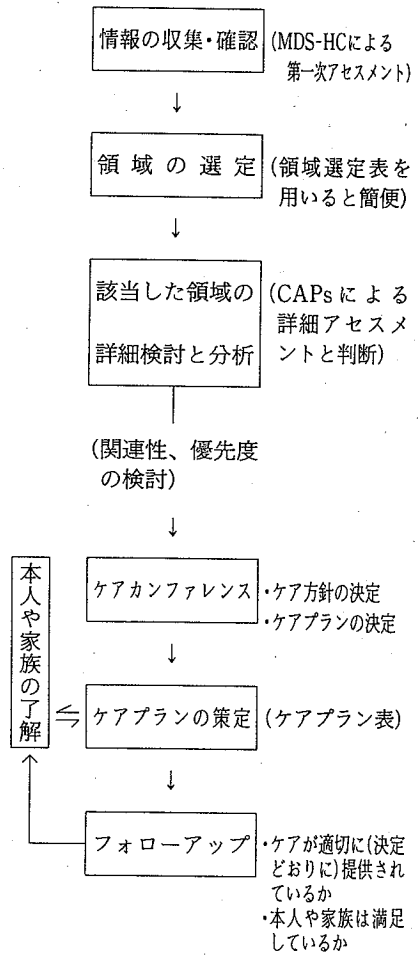 情報の収集・確認
(MDS-HCによる
第一次アセスメント)
↓
領域の選定
(領域選定表を
用いると簡便)
↓
該当した領域の
詳細検討と分析
(CAPsによる
詳細アセスメ
ントと判断)
(関連性、優先度
の検討)
↓
ケアカンファレンス
・ケア方針の決定
・ケアプランの決定
↓
本人や家族の了解
⇆
ケアプランの策定
(ケアプラン表)
↓
フォローアップ
・ケアが適切に(決定
どおりに)提供され
ているか
・本人や家族は満足
しているか